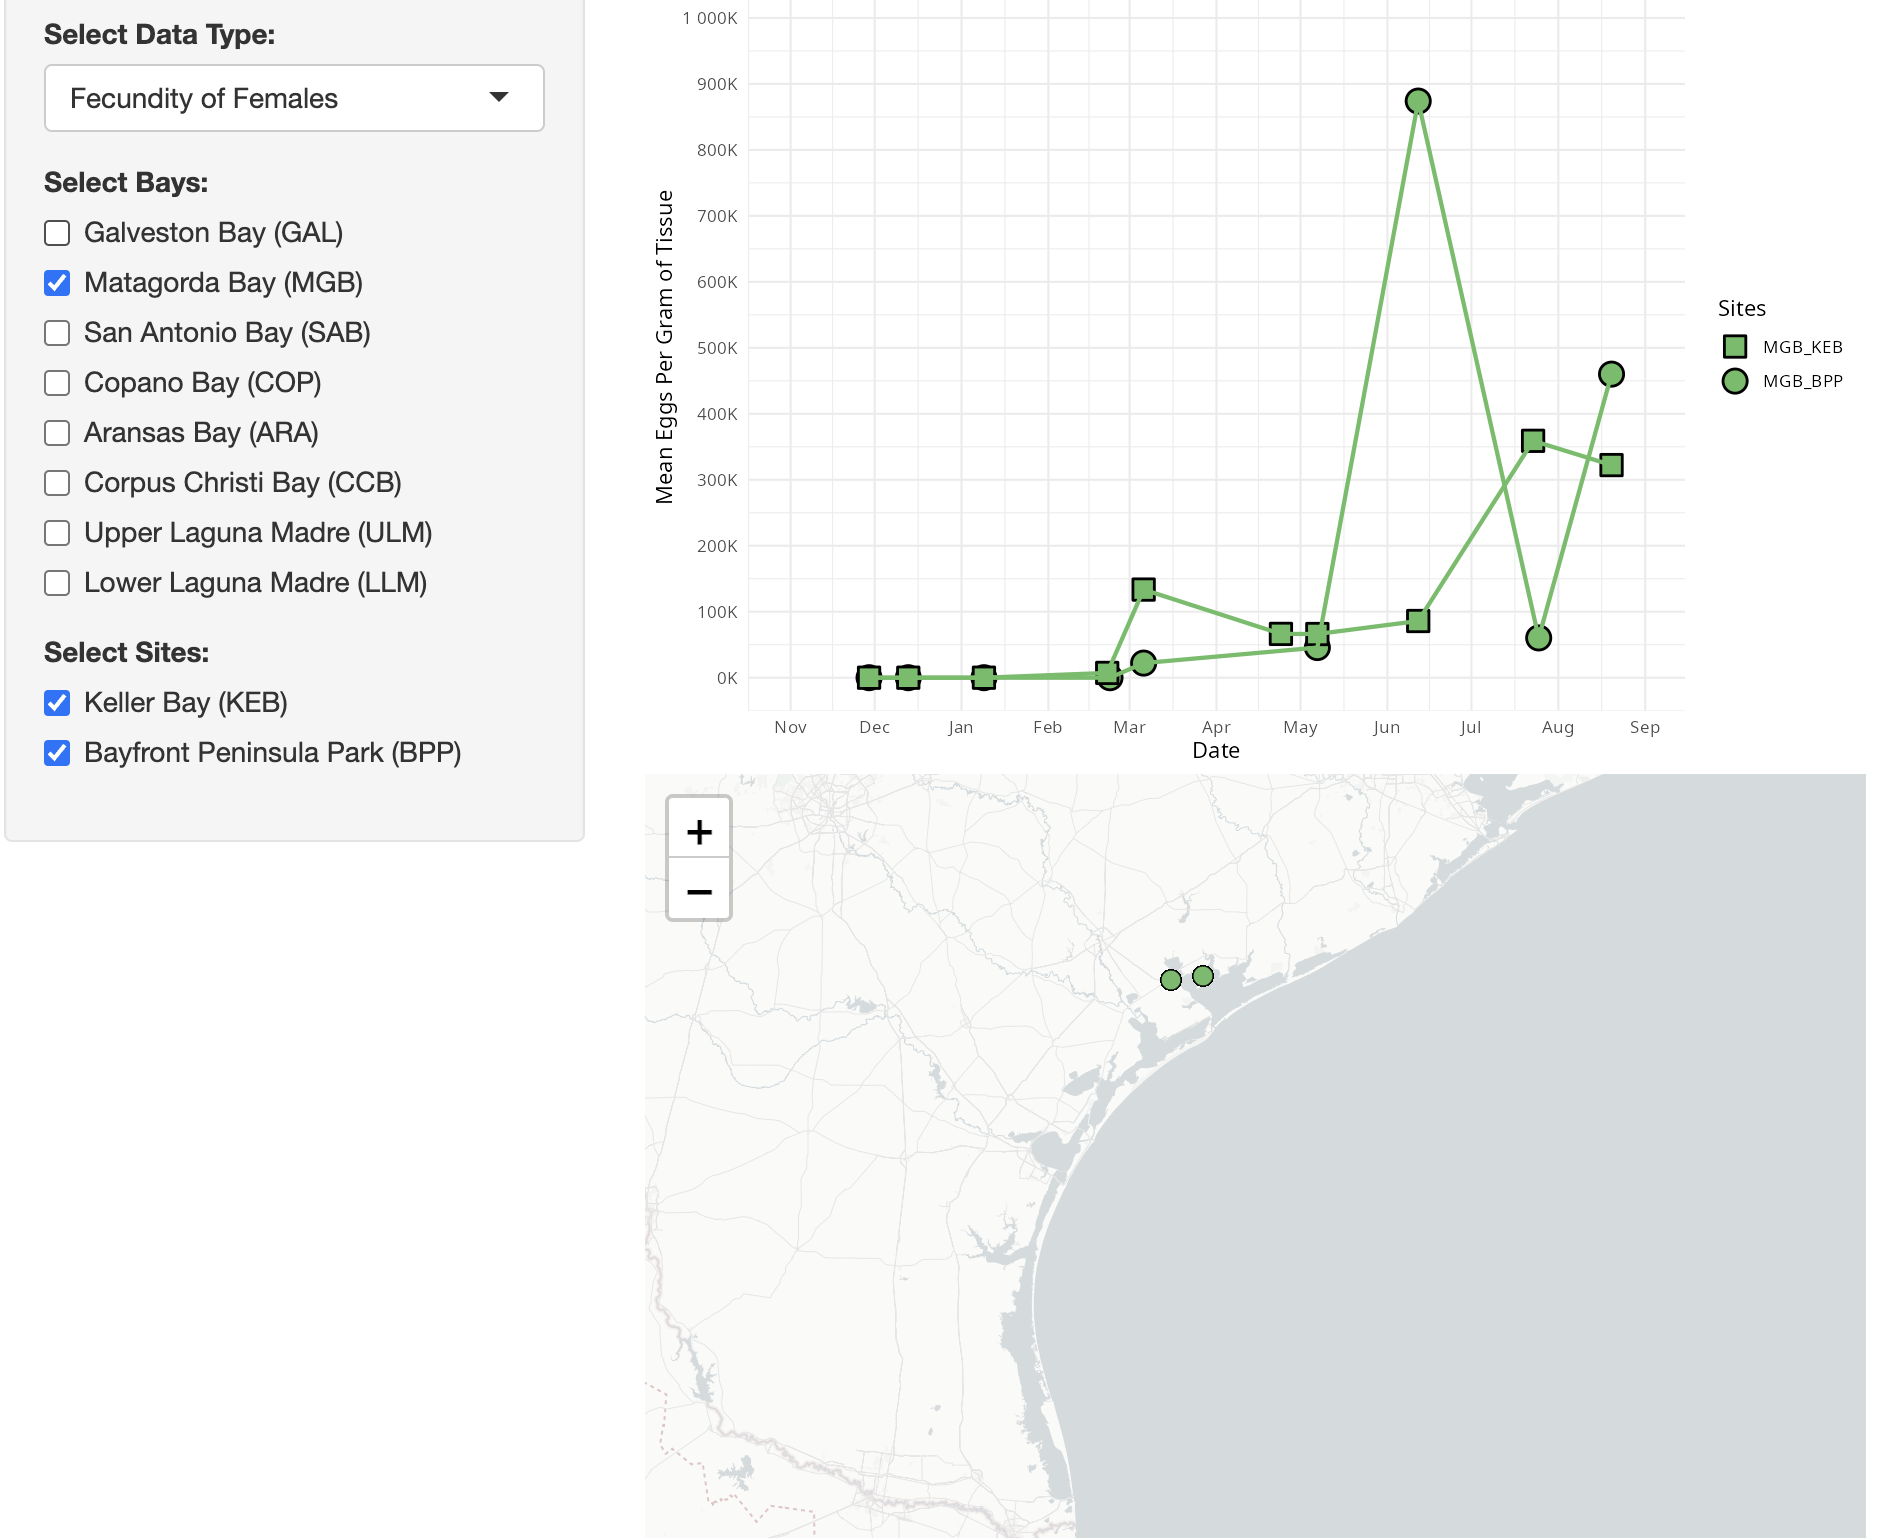 Select Data Type:
Fecundity of Females
Select Bays:
Galveston Bay (GAL)
Matagorda Bay (MGB)
San Antonio Bay (SAB)
Copano Bay (COP)
Aransas Bay (ARA)
Corpus Christi Bay (CCB)
Upper Laguna Madre (ULM)
Lower Laguna Madre (LLM)
Select Sites:
Keller Bay (KEB)
Bayfront Peninsula Park (BPP)
Mean Eggs Per Gram of Tissue
1 000K
900K
800K
700K
600K
500K
400K
300K
200K
100K
0K
Nov Dec Jan Feb Mar Apr May Jun Jul Aug Sep
Date
Sites
MGB_KEB
MGB_BPP
+
−